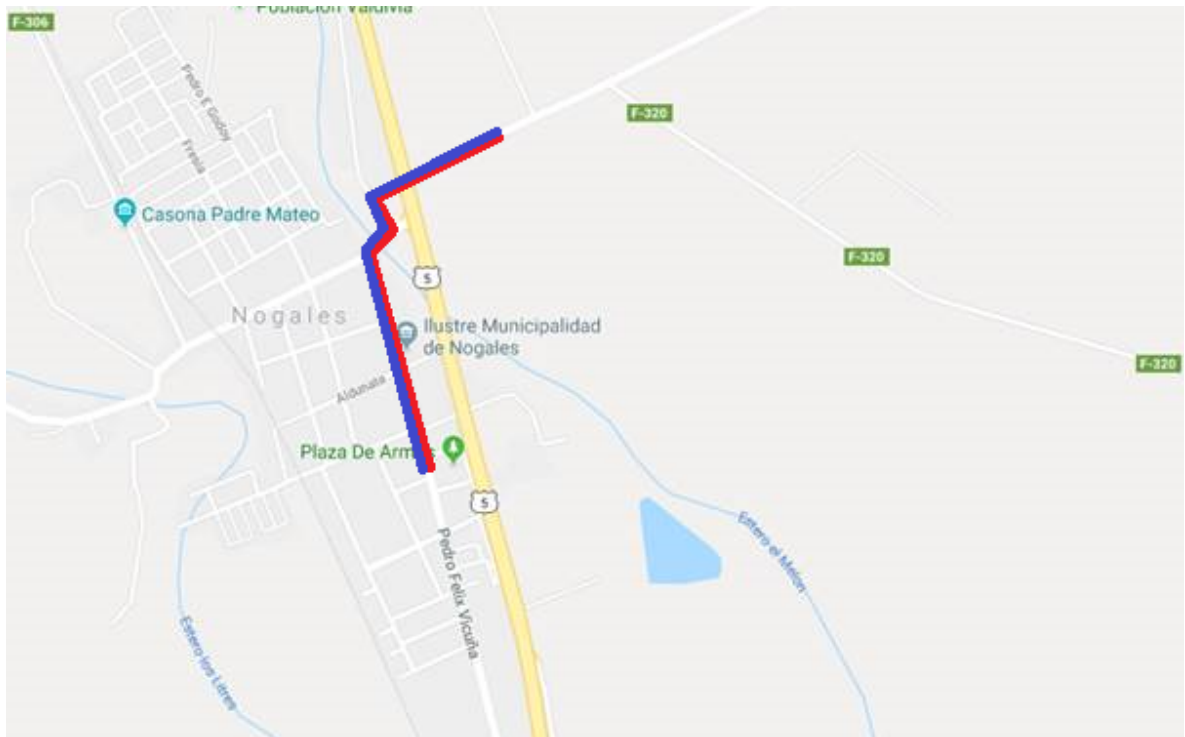 F-306
Población Valdivia
Pedro E Godoy
Fresia
F-320
Casona Padre Mateo
F-320
5
Nogales
Ilustre Municipalidad
de Nogales
F-320
Aldunate
Plaza De Armas
5
Pedro Felix Vicuña
Estero el Melón
Estero los Litres